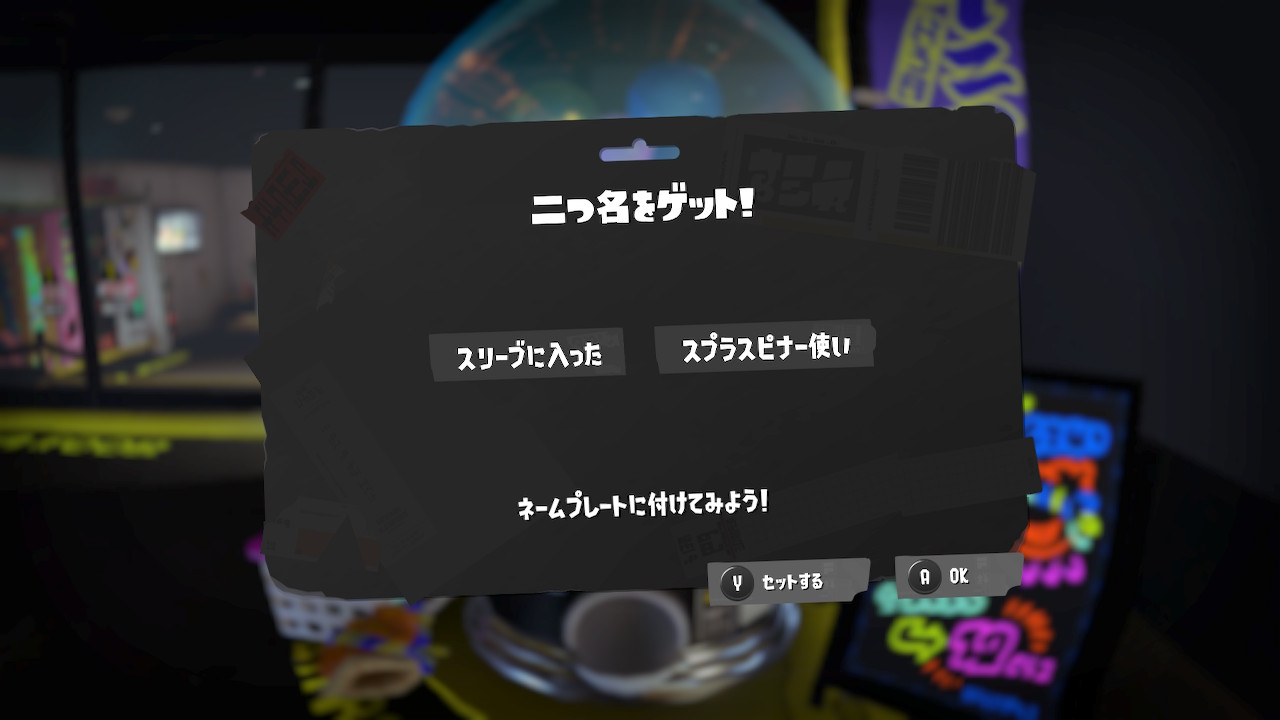 二つ名をゲット!
スリーブに入った
スプラスピナー使い
ネームプレートに付けてみよう!
Y セットする
A OK